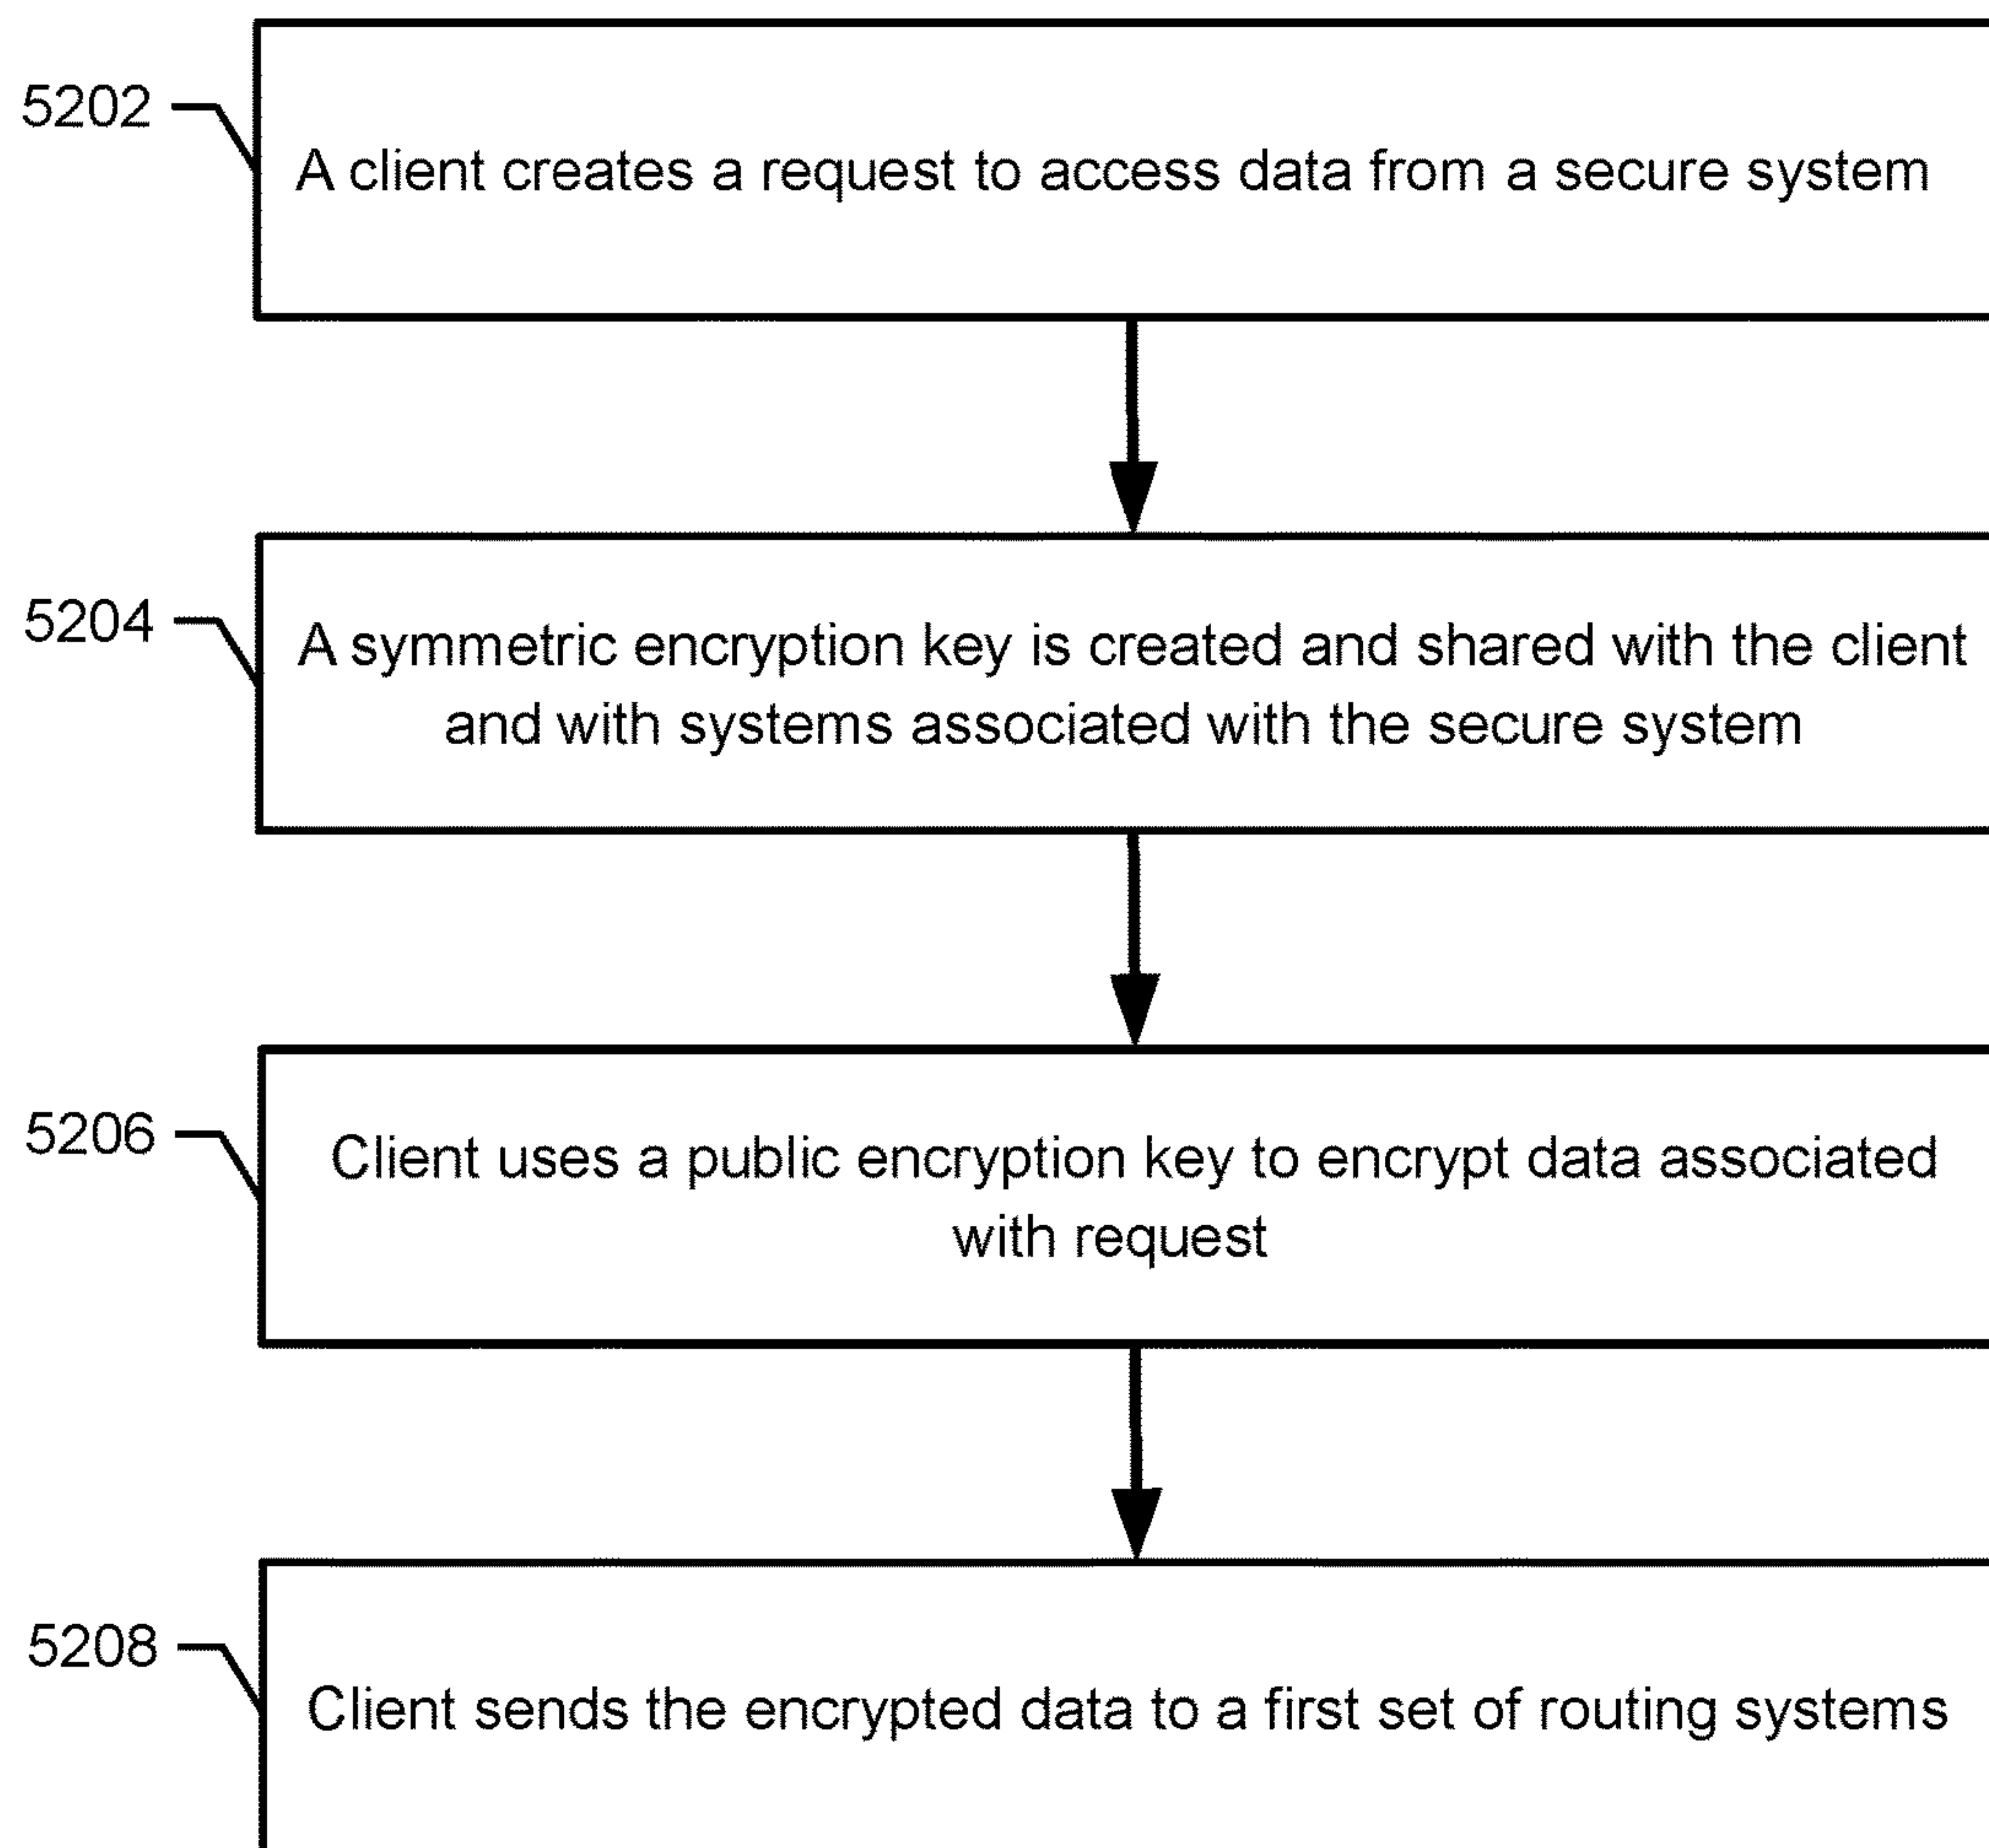 5202
A client creates a request to access data from a secure system
5204
A symmetric encryption key is created and shared with the client
and with systems associated with the secure system
5206
Client uses a public encryption key to encrypt data associated
with request
5208
Client sends the encrypted data to a first set of routing systems